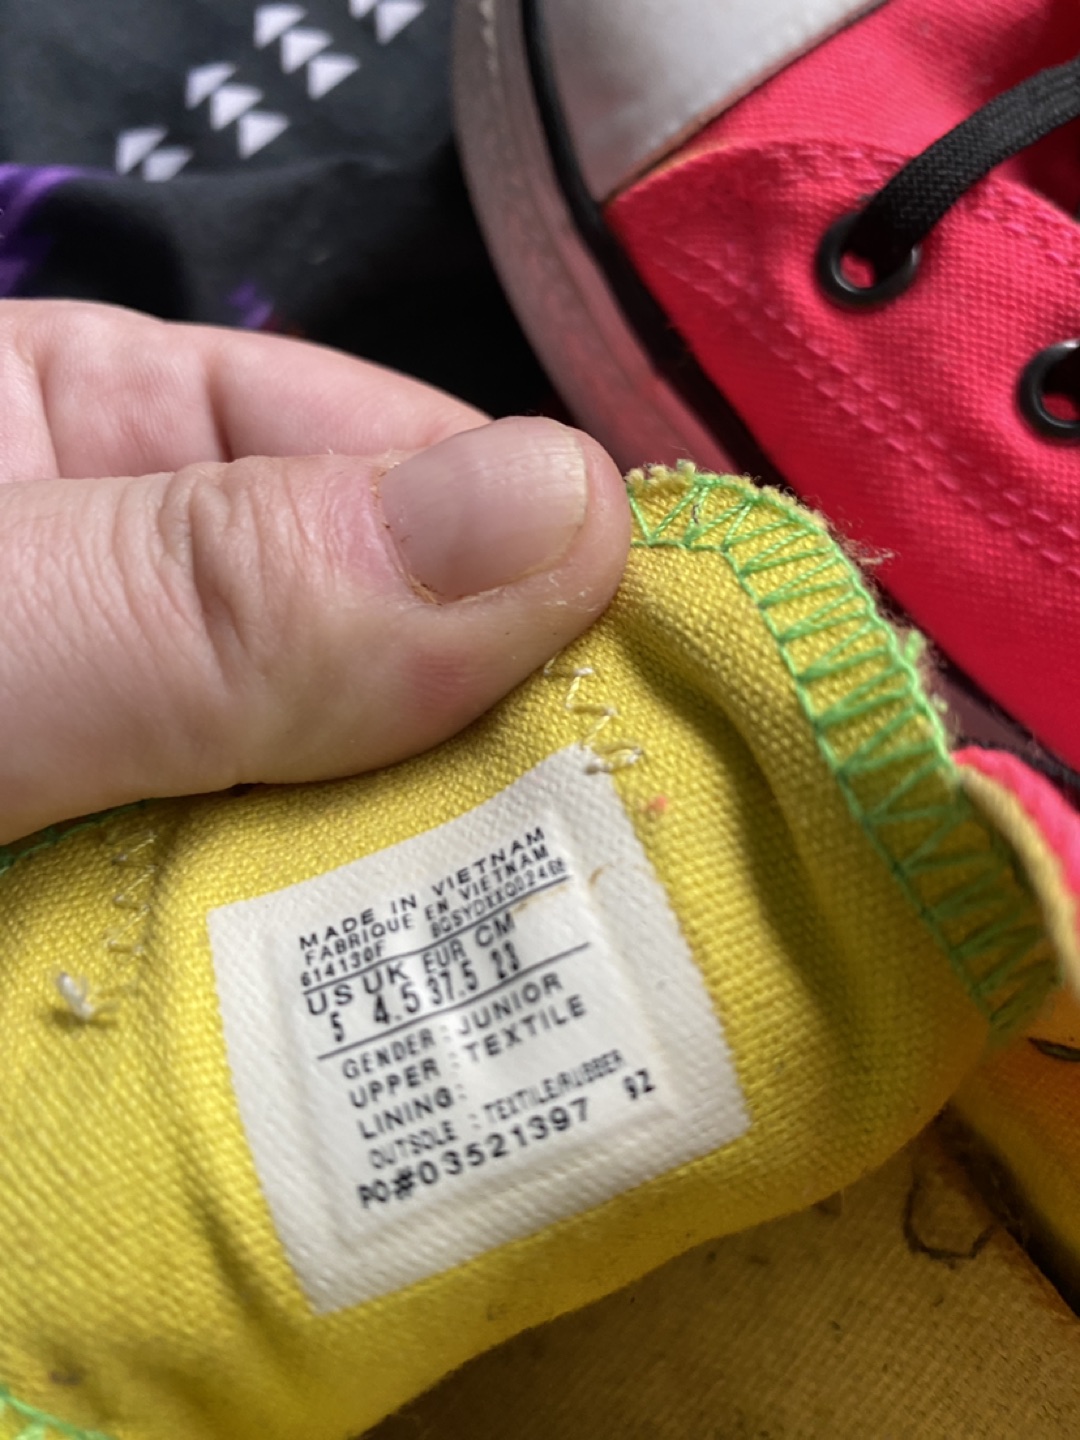 MADE IN VIETNAM
FABRIQUE EN VIETNAM
614130F
US UK EUR CM
5 4.5 37.5 23
GENDER : JUNIOR
UPPER : TEXTILE
LINING:
OUTSOLE : TEXTILE/RUBBER
PO#03521397 9Z